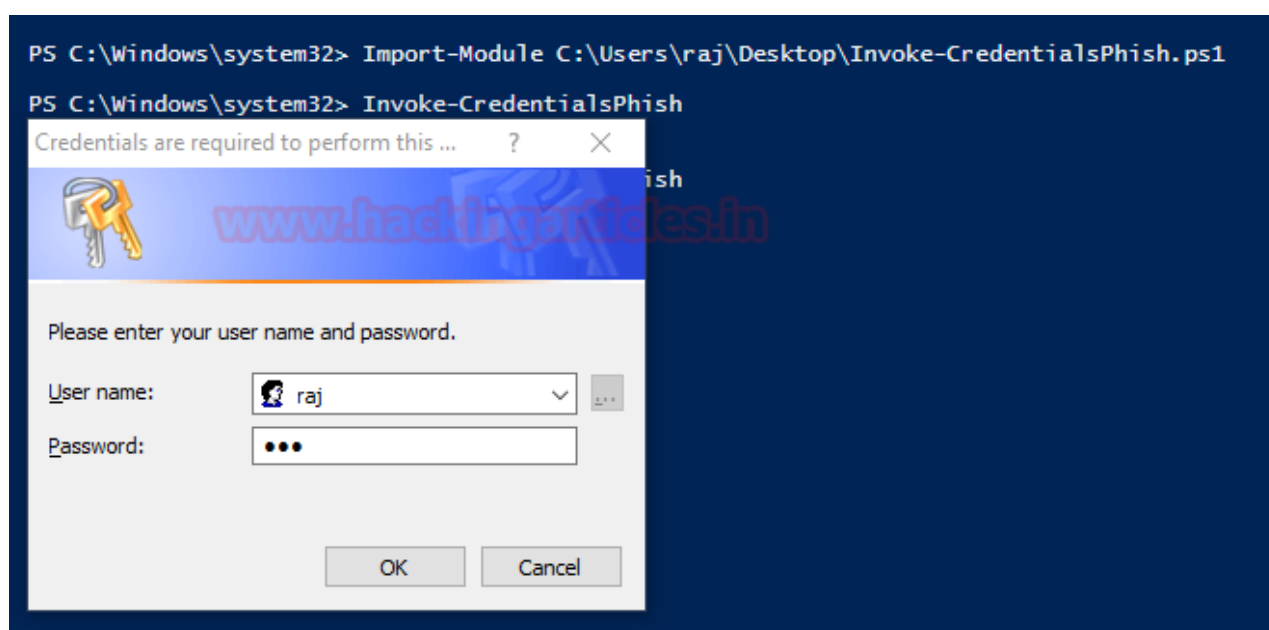 PS C:\Windows\system32> Import-Module C:\Users\raj\Desktop\Invoke-CredentialsPhish.ps1
PS C:\Windows\system32> Invoke-CredentialsPhish
Credentials are required to perform this ... ? ×
ish
www.hackingarticles.in
Please enter your user name and password.
User name: raj ...
Password: •••
OK Cancel